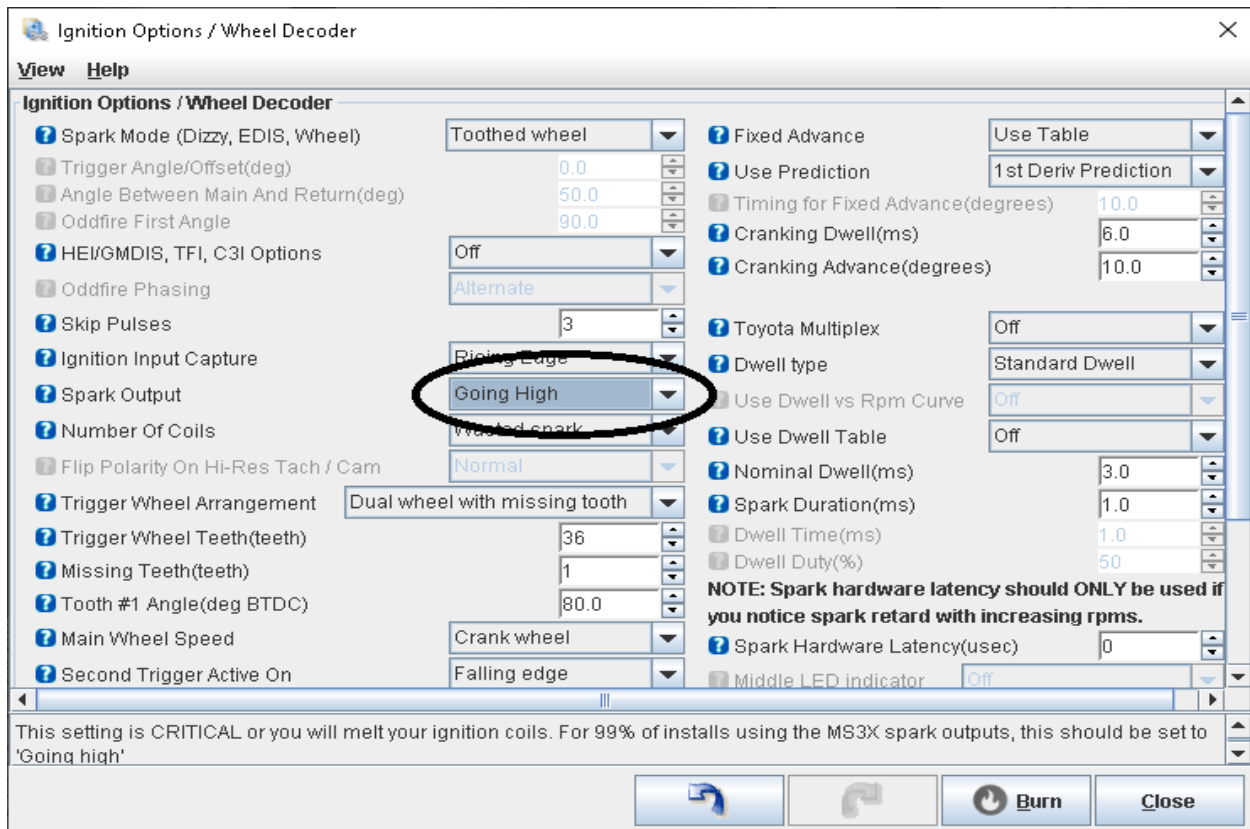 Ignition Options / Wheel Decoder
View Help
Ignition Options / Wheel Decoder
Spark Mode (Dizzy, EDIS, Wheel) Toothed wheel
Trigger Angle/Offset(deg) 0.0
Angle Between Main And Return(deg) 50.0
Oddfire First Angle 90.0
HEI/GMDIS, TFI, C3I Options Off
Oddfire Phasing Alternate
Skip Pulses 3
Ignition Input Capture Rising Edge
Spark Output Going High
Number Of Coils Wasted spark
Flip Polarity On Hi-Res Tach / Cam Normal
Trigger Wheel Arrangement Dual wheel with missing tooth
Trigger Wheel Teeth(teeth) 36
Missing Teeth(teeth) 1
Tooth #1 Angle(deg BTDC) 80.0
Main Wheel Speed Crank wheel
Second Trigger Active On Falling edge
Fixed Advance Use Table
Use Prediction 1st Deriv Prediction
Timing for Fixed Advance(degrees) 10.0
Cranking Dwell(ms) 6.0
Cranking Advance(degrees) 10.0
Toyota Multiplex Off
Dwell type Standard Dwell
Use Dwell vs Rpm Curve Off
Use Dwell Table Off
Nominal Dwell(ms) 3.0
Spark Duration(ms) 1.0
Dwell Time(ms) 1.0
Dwell Duty(%) 50
NOTE: Spark hardware latency should ONLY be used if
you notice spark retard with increasing rpms.
Spark Hardware Latency(usec) 0
Middle LED indicator Off
This setting is CRITICAL or you will melt your ignition coils. For 99% of installs using the MS3X spark outputs, this should be set to
'Going high'
Burn Close